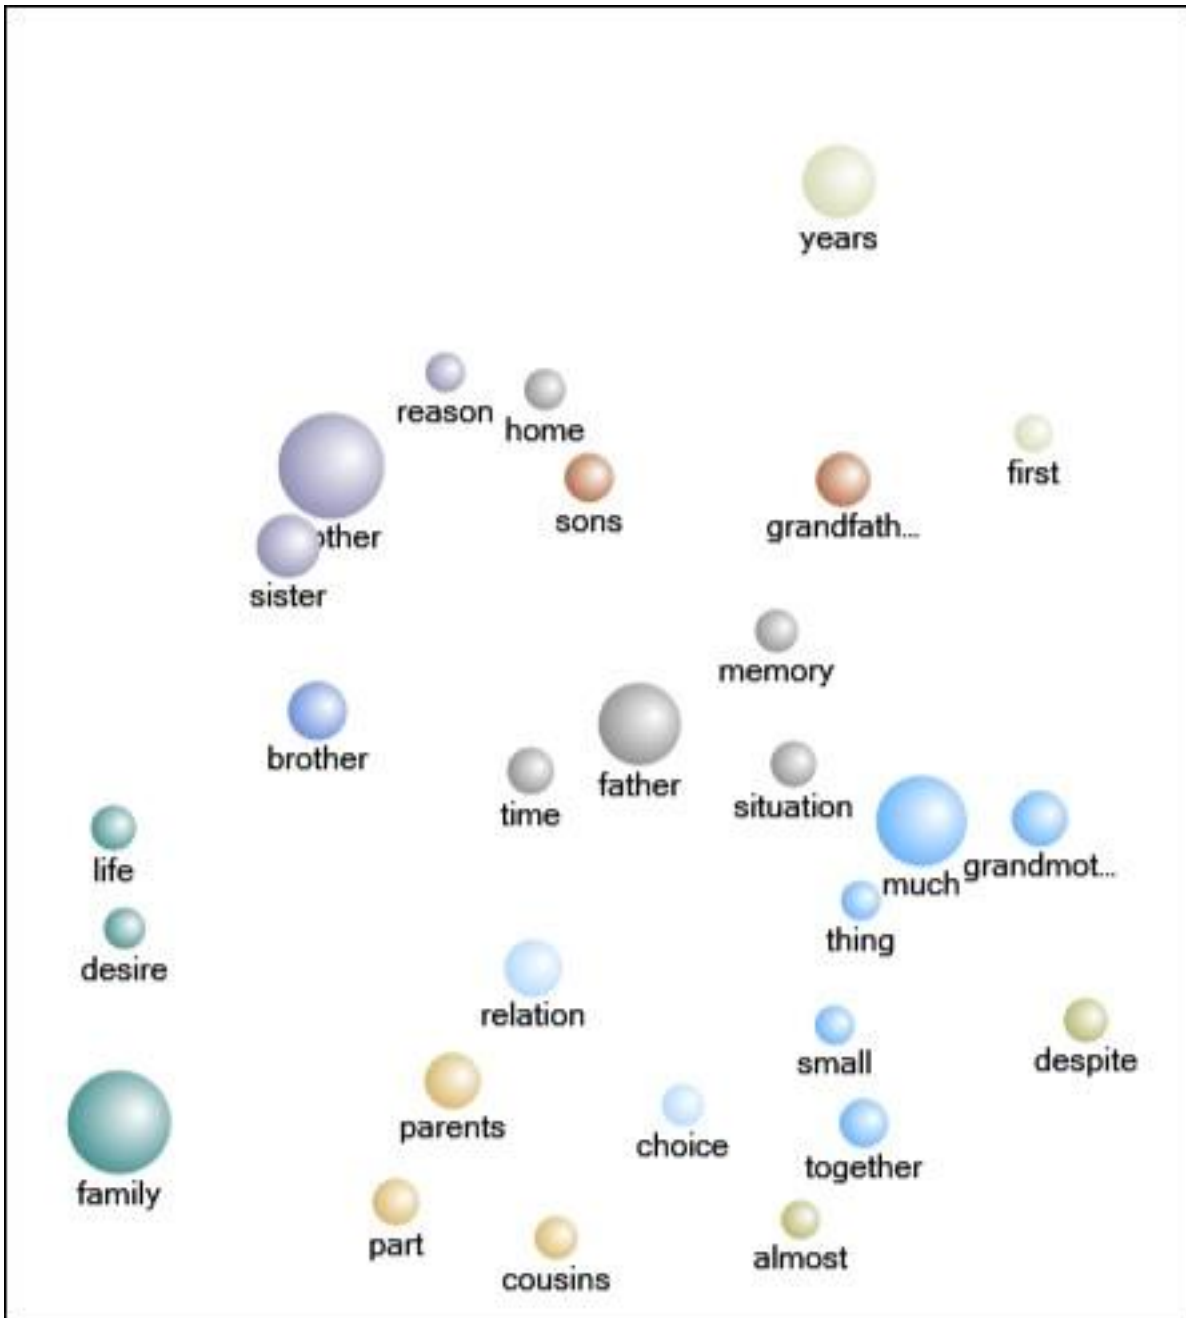 years
reason
home
first
sons
grandfath...
other
sister
memory
brother
father
time
situation
life
much
grandmot...
thing
desire
relation
small
despite
parents
choice
together
family
part
almost
cousins